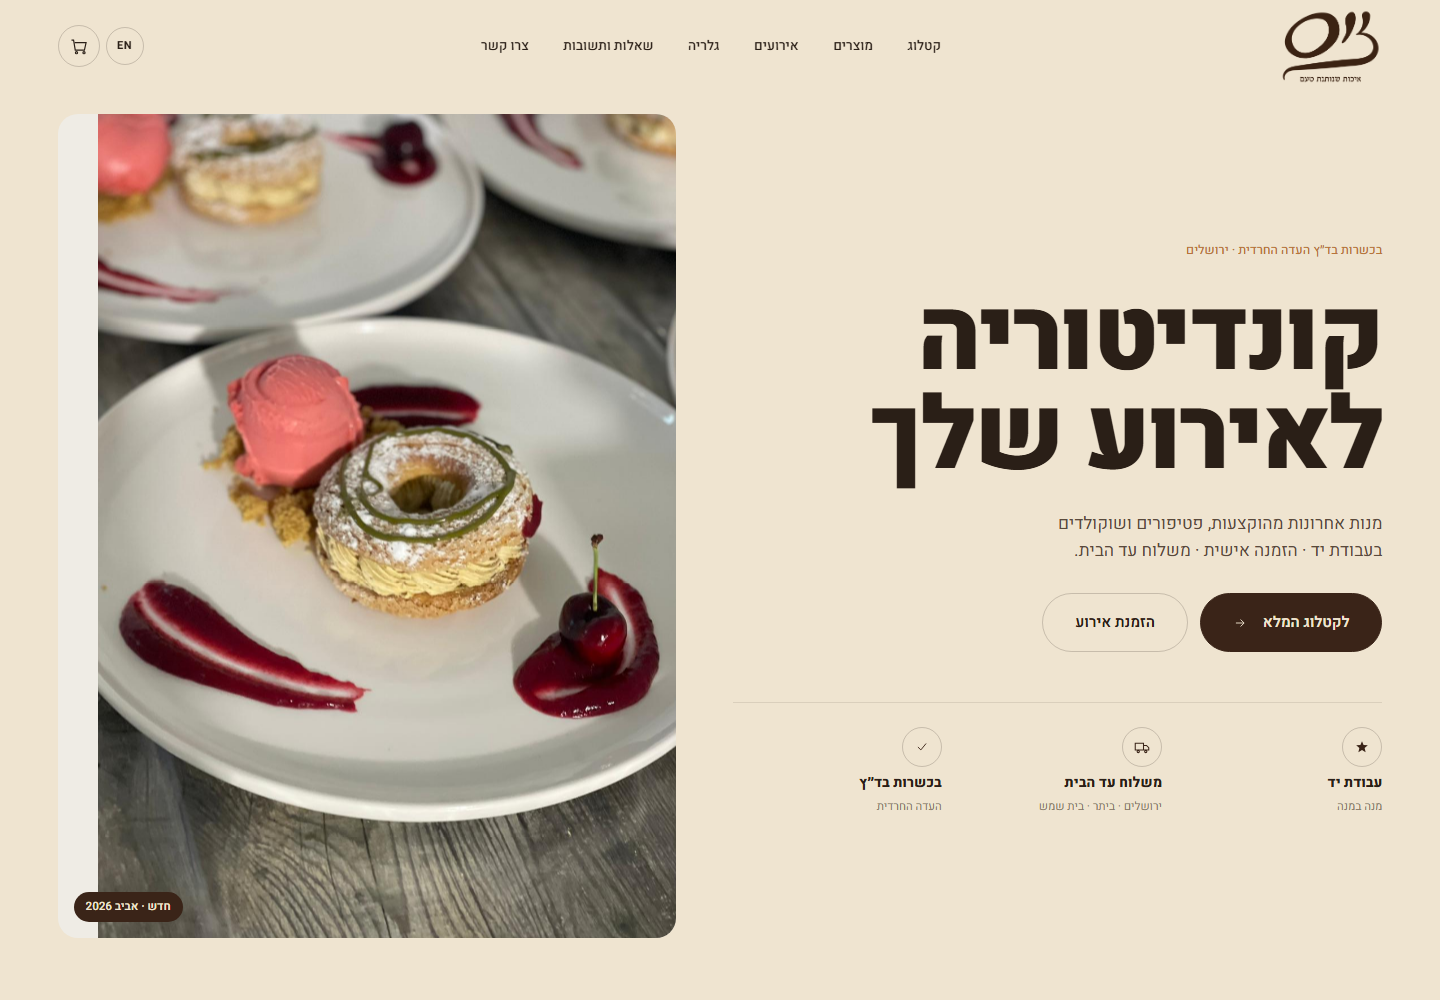 איכות שנותנת טעם
קטלוג
מוצרים
אירועים
גלריה
שאלות ותשובות
צרו קשר
EN
בכשרות בד״ץ העדה החרדית · ירושלים
קונדיטוריה
לאירוע שלך
מנות אחרונות מהוקצעות, פטיפורים ושוקולדים
בעבודת יד · הזמנה אישית · משלוח עד הבית.
לקטלוג המלא
הזמנת אירוע
עבודת יד
מנה במנה
משלוח עד הבית
ירושלים · ביתר · בית שמש
בכשרות בד״ץ
העדה החרדית
חדש · אביב 2026